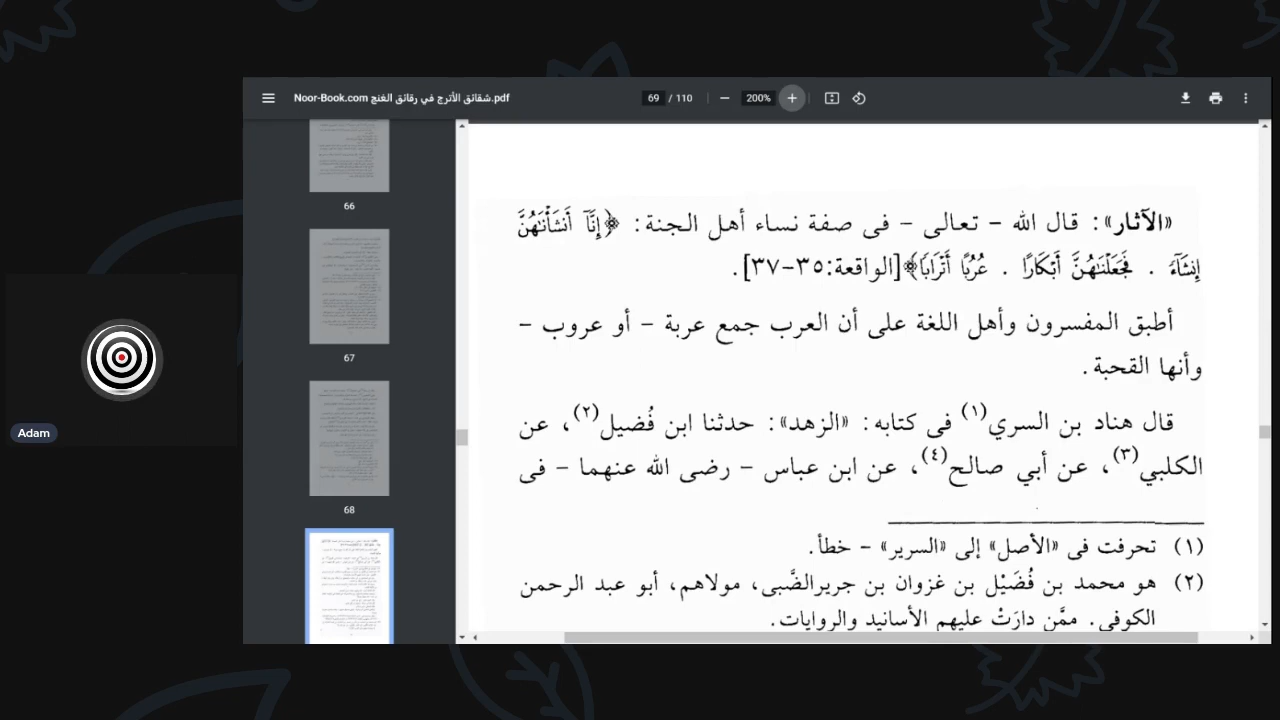 Noor-Book.com شقائق الأترج في رقائق الغنج.pdf
69 / 110
200%
66
67
68
Adam
«الآثار»: قال الله – تعالى – فى صفة نساء أهل الجنة: ﴿إِنَّآ أَنشَأْنَٰهُنَّ
إِنشَآءً . فَجَعَلْنَٰهُنَّ أَبْكَارًا . عُرُبًا أَتْرَابًا﴾[الواقعة:٣٥-٣٧].
أطبق المفسرون وأهل اللغة على أن العرب جمع عربة – أو عروب –
وأنها القحبة.
قال هناد بن السري(١) فى كتابه: «الزهد»: حدثنا ابن فُضيل(٢)، عن
الكلبي(٣)، عن أبي صالح(٤)، عن ابن عباس – رضى الله عنهما – فى
(١) تحرفت فى «الأصل» إلى «السرير» – خطأ
(٢) هو محمد بن فُضَيْل بن غزوان بن جريرالضبى، مولاهم، أبو عبد الرحمن
الكوفي. ممَّن دارَتْ عليهم الأسانيد والروايات.